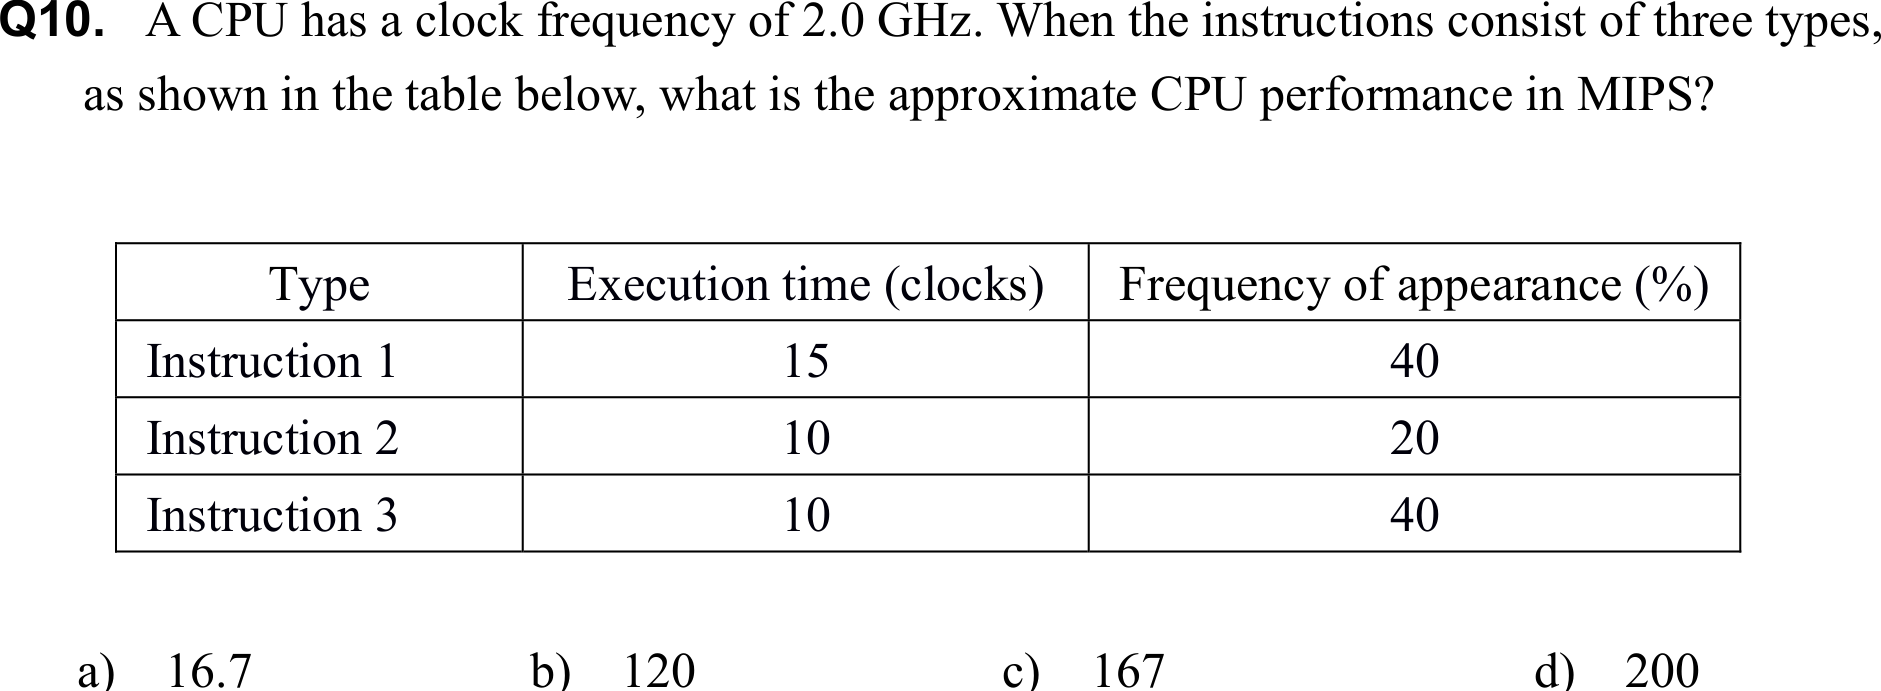 Q10. A CPU has a clock frequency of 2.0 GHz. When the instructions consist of three types,
as shown in the table below, what is the approximate CPU performance in MIPS?
Type Execution time (clocks) Frequency of appearance (%)
Instruction 1 15 40
Instruction 2 10 20
Instruction 3 10 40
a) 16.7 b) 120 c) 167 d) 200